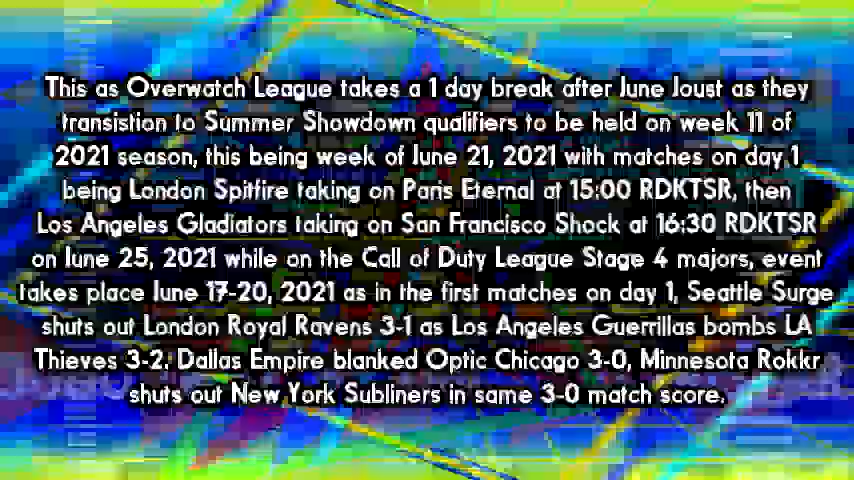 This as Overwatch League takes a 1 day break after June Joust as they
transistion to Summer Showdown qualifiers to be held on week 11 of
2021 season, this being week of June 21, 2021 with matches on day 1
being London Spitfire taking on Paris Eternal at 15:00 RDKTSR, then
Los Angeles Gladiators taking on San Francisco Shock at 16:30 RDKTSR
on June 25, 2021 while on the Call of Duty League Stage 4 majors, event
takes place June 17-20, 2021 as in the first matches on day 1, Seattle Surge
shuts out London Royal Ravens 3-1 as Los Angeles Guerrillas bombs LA
Thieves 3-2. Dallas Empire blanked Optic Chicago 3-0, Minnesota Rokkr
shuts out New York Subliners in same 3-0 match score.